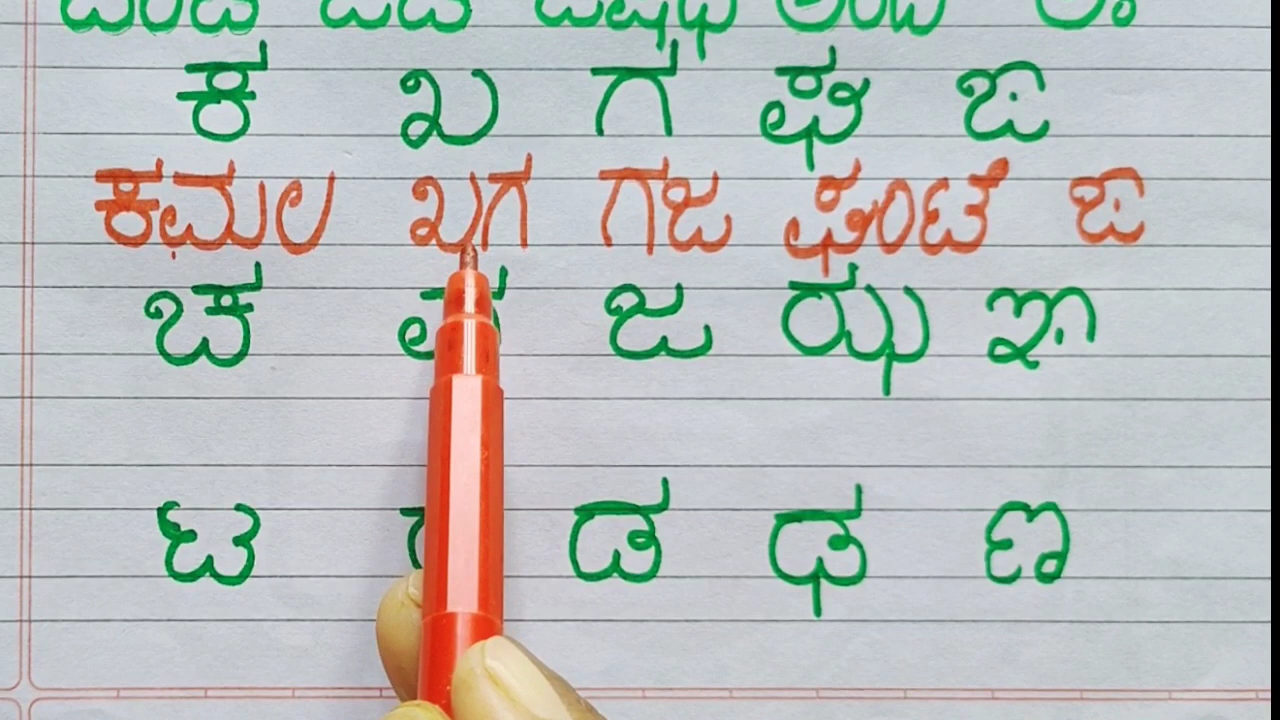 ಕ ಖ ಗ ಘ ಙ
ಕಮಲ ಖಗ ಗಜ ಘಂಟೆ ಙ
ಚ ಜ ಝ ಞ
ಟ ಡ ಢ ಣ